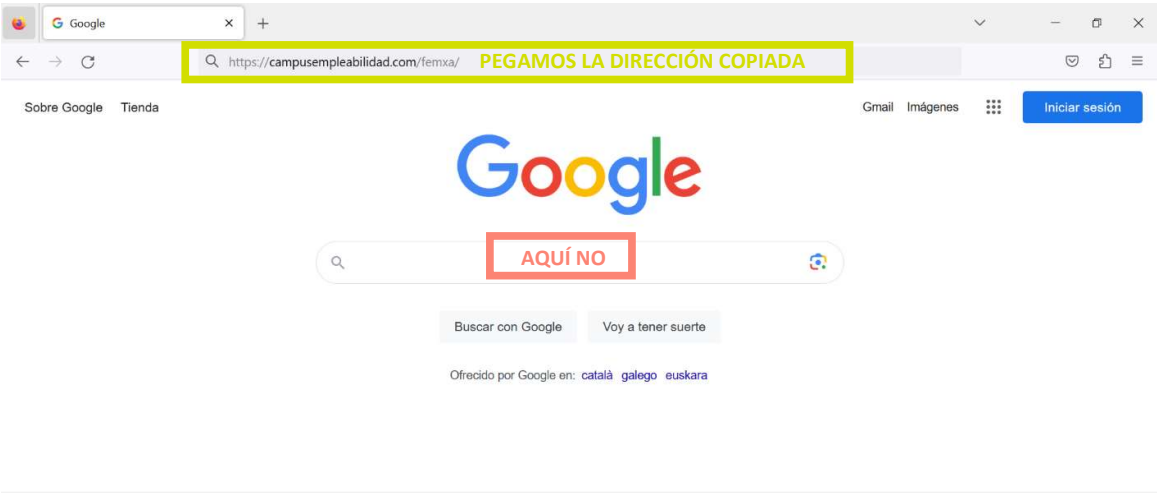 Google
https://campusempleabilidad.com/femxa/ PEGAMOS LA DIRECCIÓN COPIADA
Sobre Google Tienda Gmail Imágenes Iniciar sesión
Google
AQUÍ NO
Buscar con Google Voy a tener suerte
Ofrecido por Google en: català galego euskara